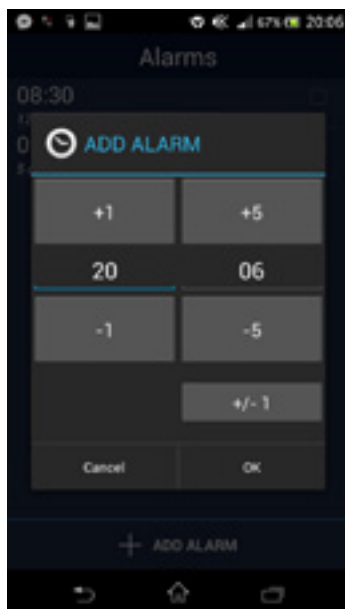 67% 20:06
Alarms
08:30
ADD ALARM
+1 +5
20 06
-1 -5
+/- 1
Cancel OK
ADD ALARM